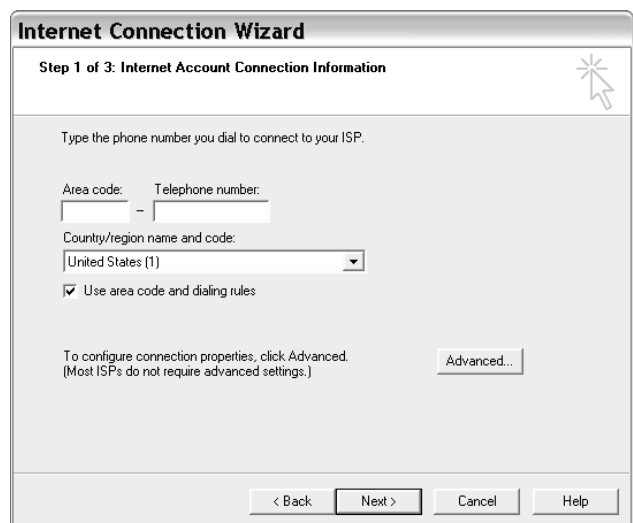 Internet Connection Wizard
Step 1 of 3: Internet Account Connection Information
Type the phone number you dial to connect to your ISP.
Area code: Telephone number:
–
Country/region name and code:
United States (1)
Use area code and dialing rules
To configure connection properties, click Advanced. Advanced...
(Most ISPs do not require advanced settings.)
< Back Next > Cancel Help